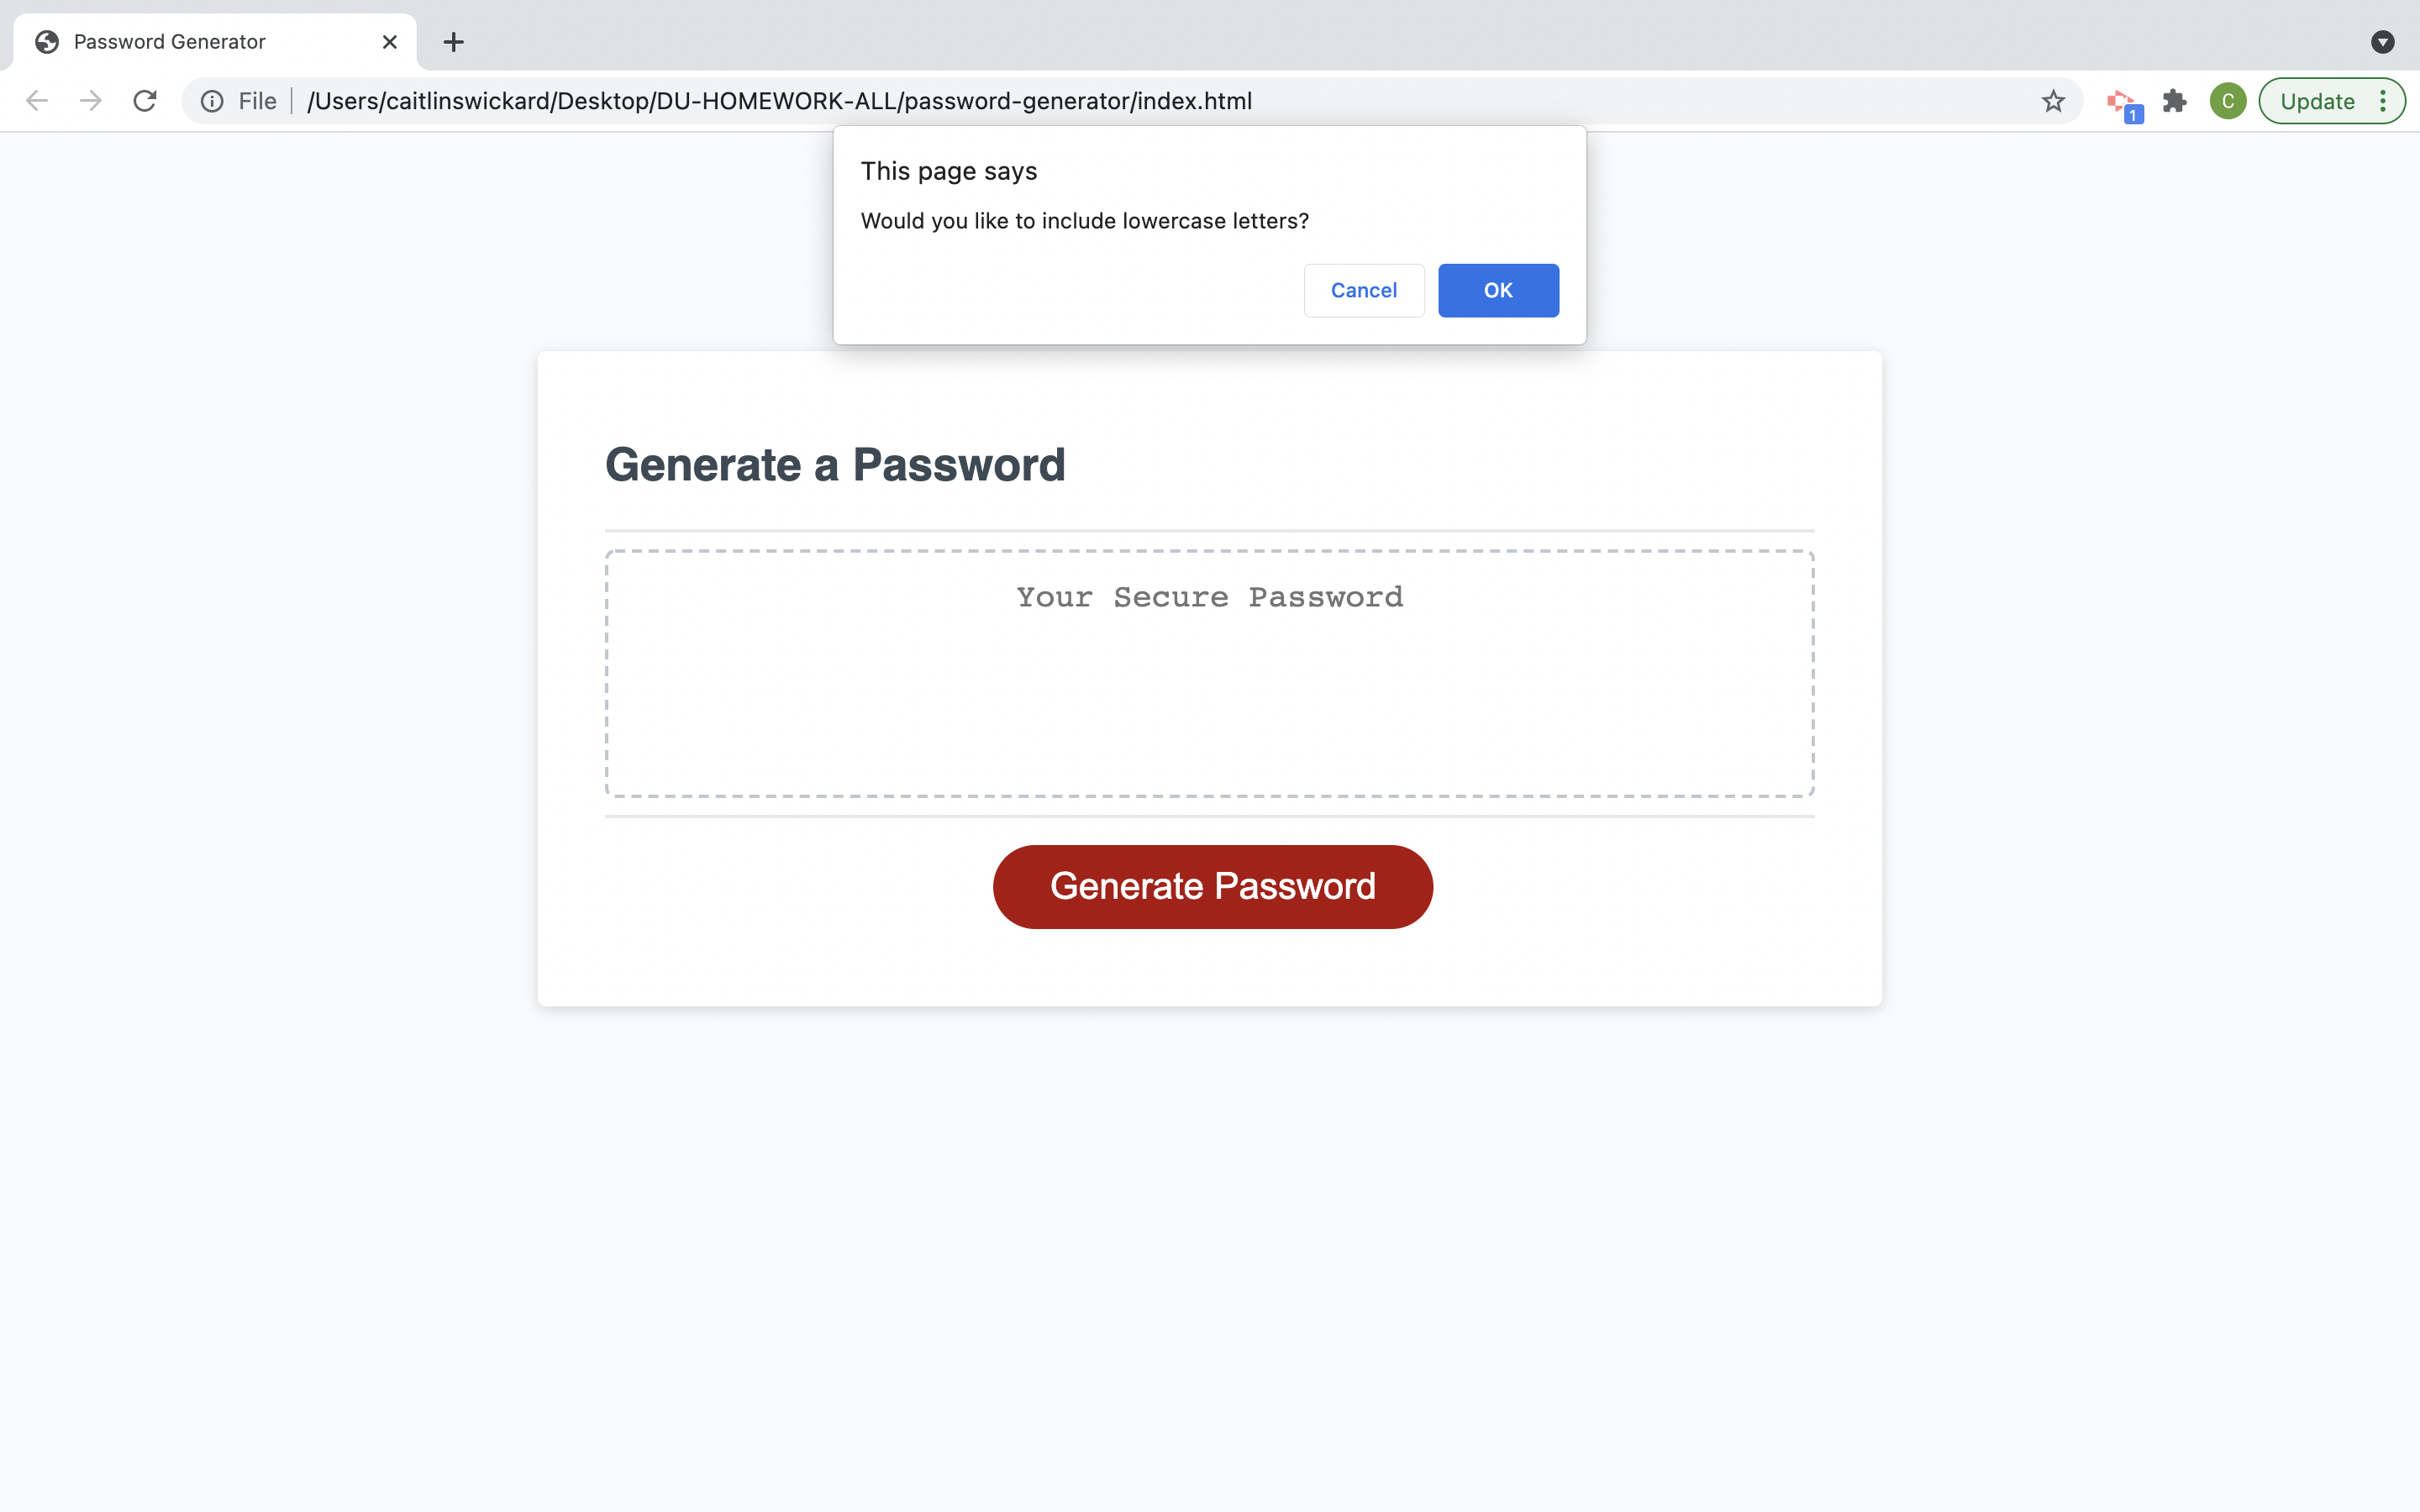 Password Generator
File /Users/caitlinswickard/Desktop/DU-HOMEWORK-ALL/password-generator/index.html
1
C
Update
This page says
Would you like to include lowercase letters?
Cancel OK
Generate a Password
Your Secure Password
Generate Password